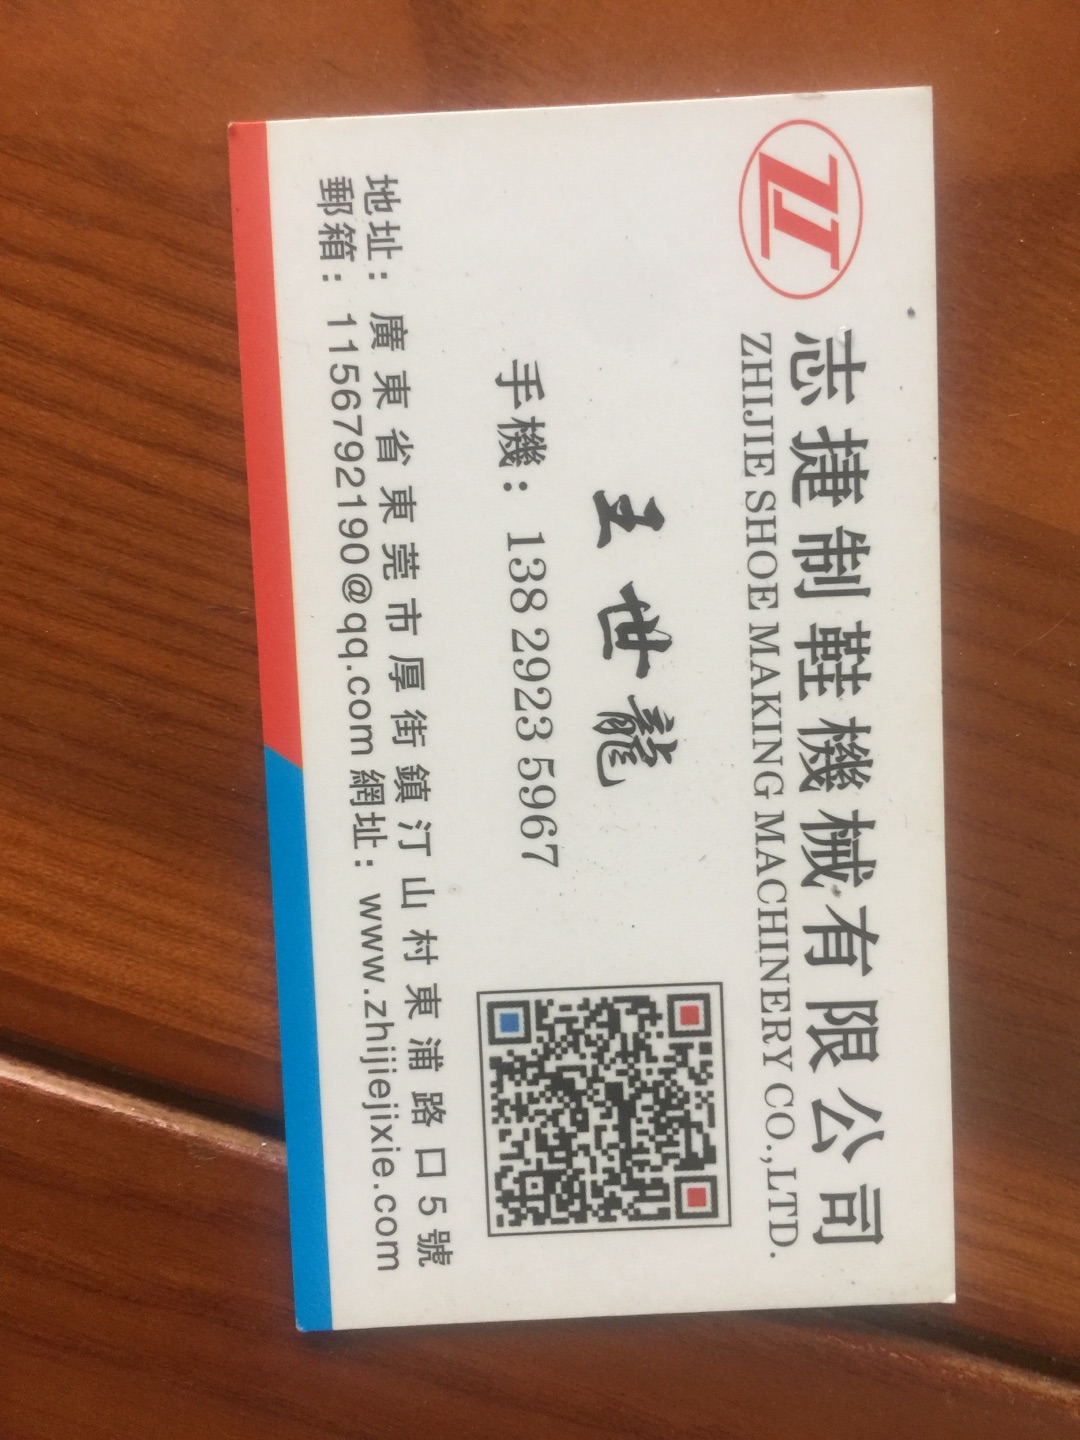 志捷制鞋機械有限公司
ZHIJIE SHOE MAKING MACHINERY CO.,LTD.
王世龍
手機：138 2923 5967
地址：廣東省東莞市厚街鎮汀山村東浦路口5號
郵箱：1156792190@qq.com 網址：www.zhijiejixie.com